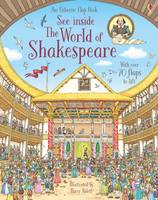 An Usborne Flap Book
See inside
The World of
Shakespeare
With over
70 flaps
to lift
Illustrated by
Barry Ablett